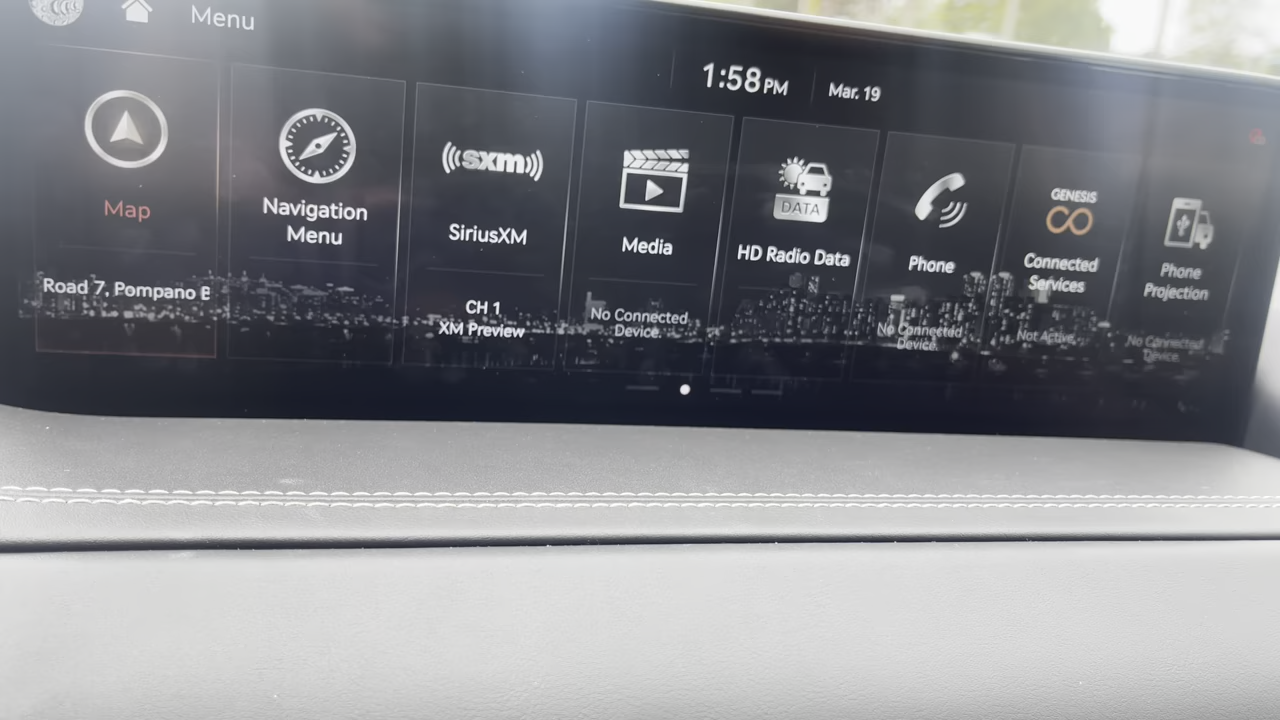 Menu
1:58 PM
Mar. 19
Map
Road 7, Pompano B
Navigation
Menu
sxm
SiriusXM
CH 1
XM Preview
Media
No Connected
Device.
DATA
HD Radio Data
Phone
No Connected
Device.
GENESIS
Connected
Services
Not Active.
Phone
Projection
No Connected
Device.